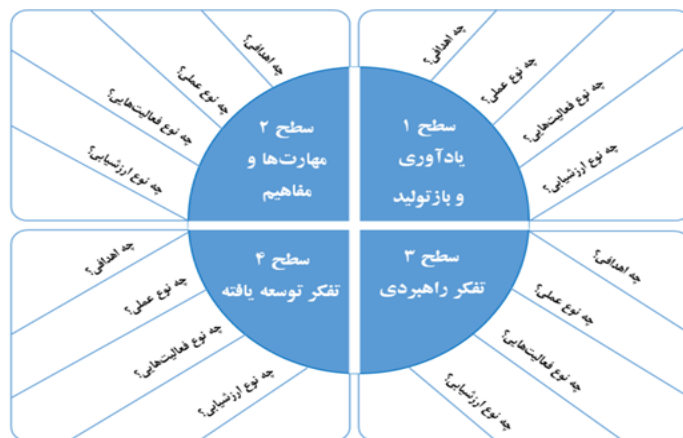 سطح ۱
یادآوری
و بازتولید
چه اهدافی؟
چه نوع عملی؟
چه نوع فعالیت‌هایی؟
چه نوع ارزشیابی؟
سطح ۲
مهارت‌ها و
مفاهیم
چه اهدافی؟
چه نوع عملی؟
چه نوع فعالیت‌هایی؟
چه نوع ارزشیابی؟
سطح ۳
تفکر راهبردی
چه اهدافی؟
چه نوع عملی؟
چه نوع فعالیت‌هایی؟
چه نوع ارزشیابی؟
سطح ۴
تفکر توسعه یافته
چه اهدافی؟
چه نوع عملی؟
چه نوع فعالیت‌هایی؟
چه نوع ارزشیابی؟